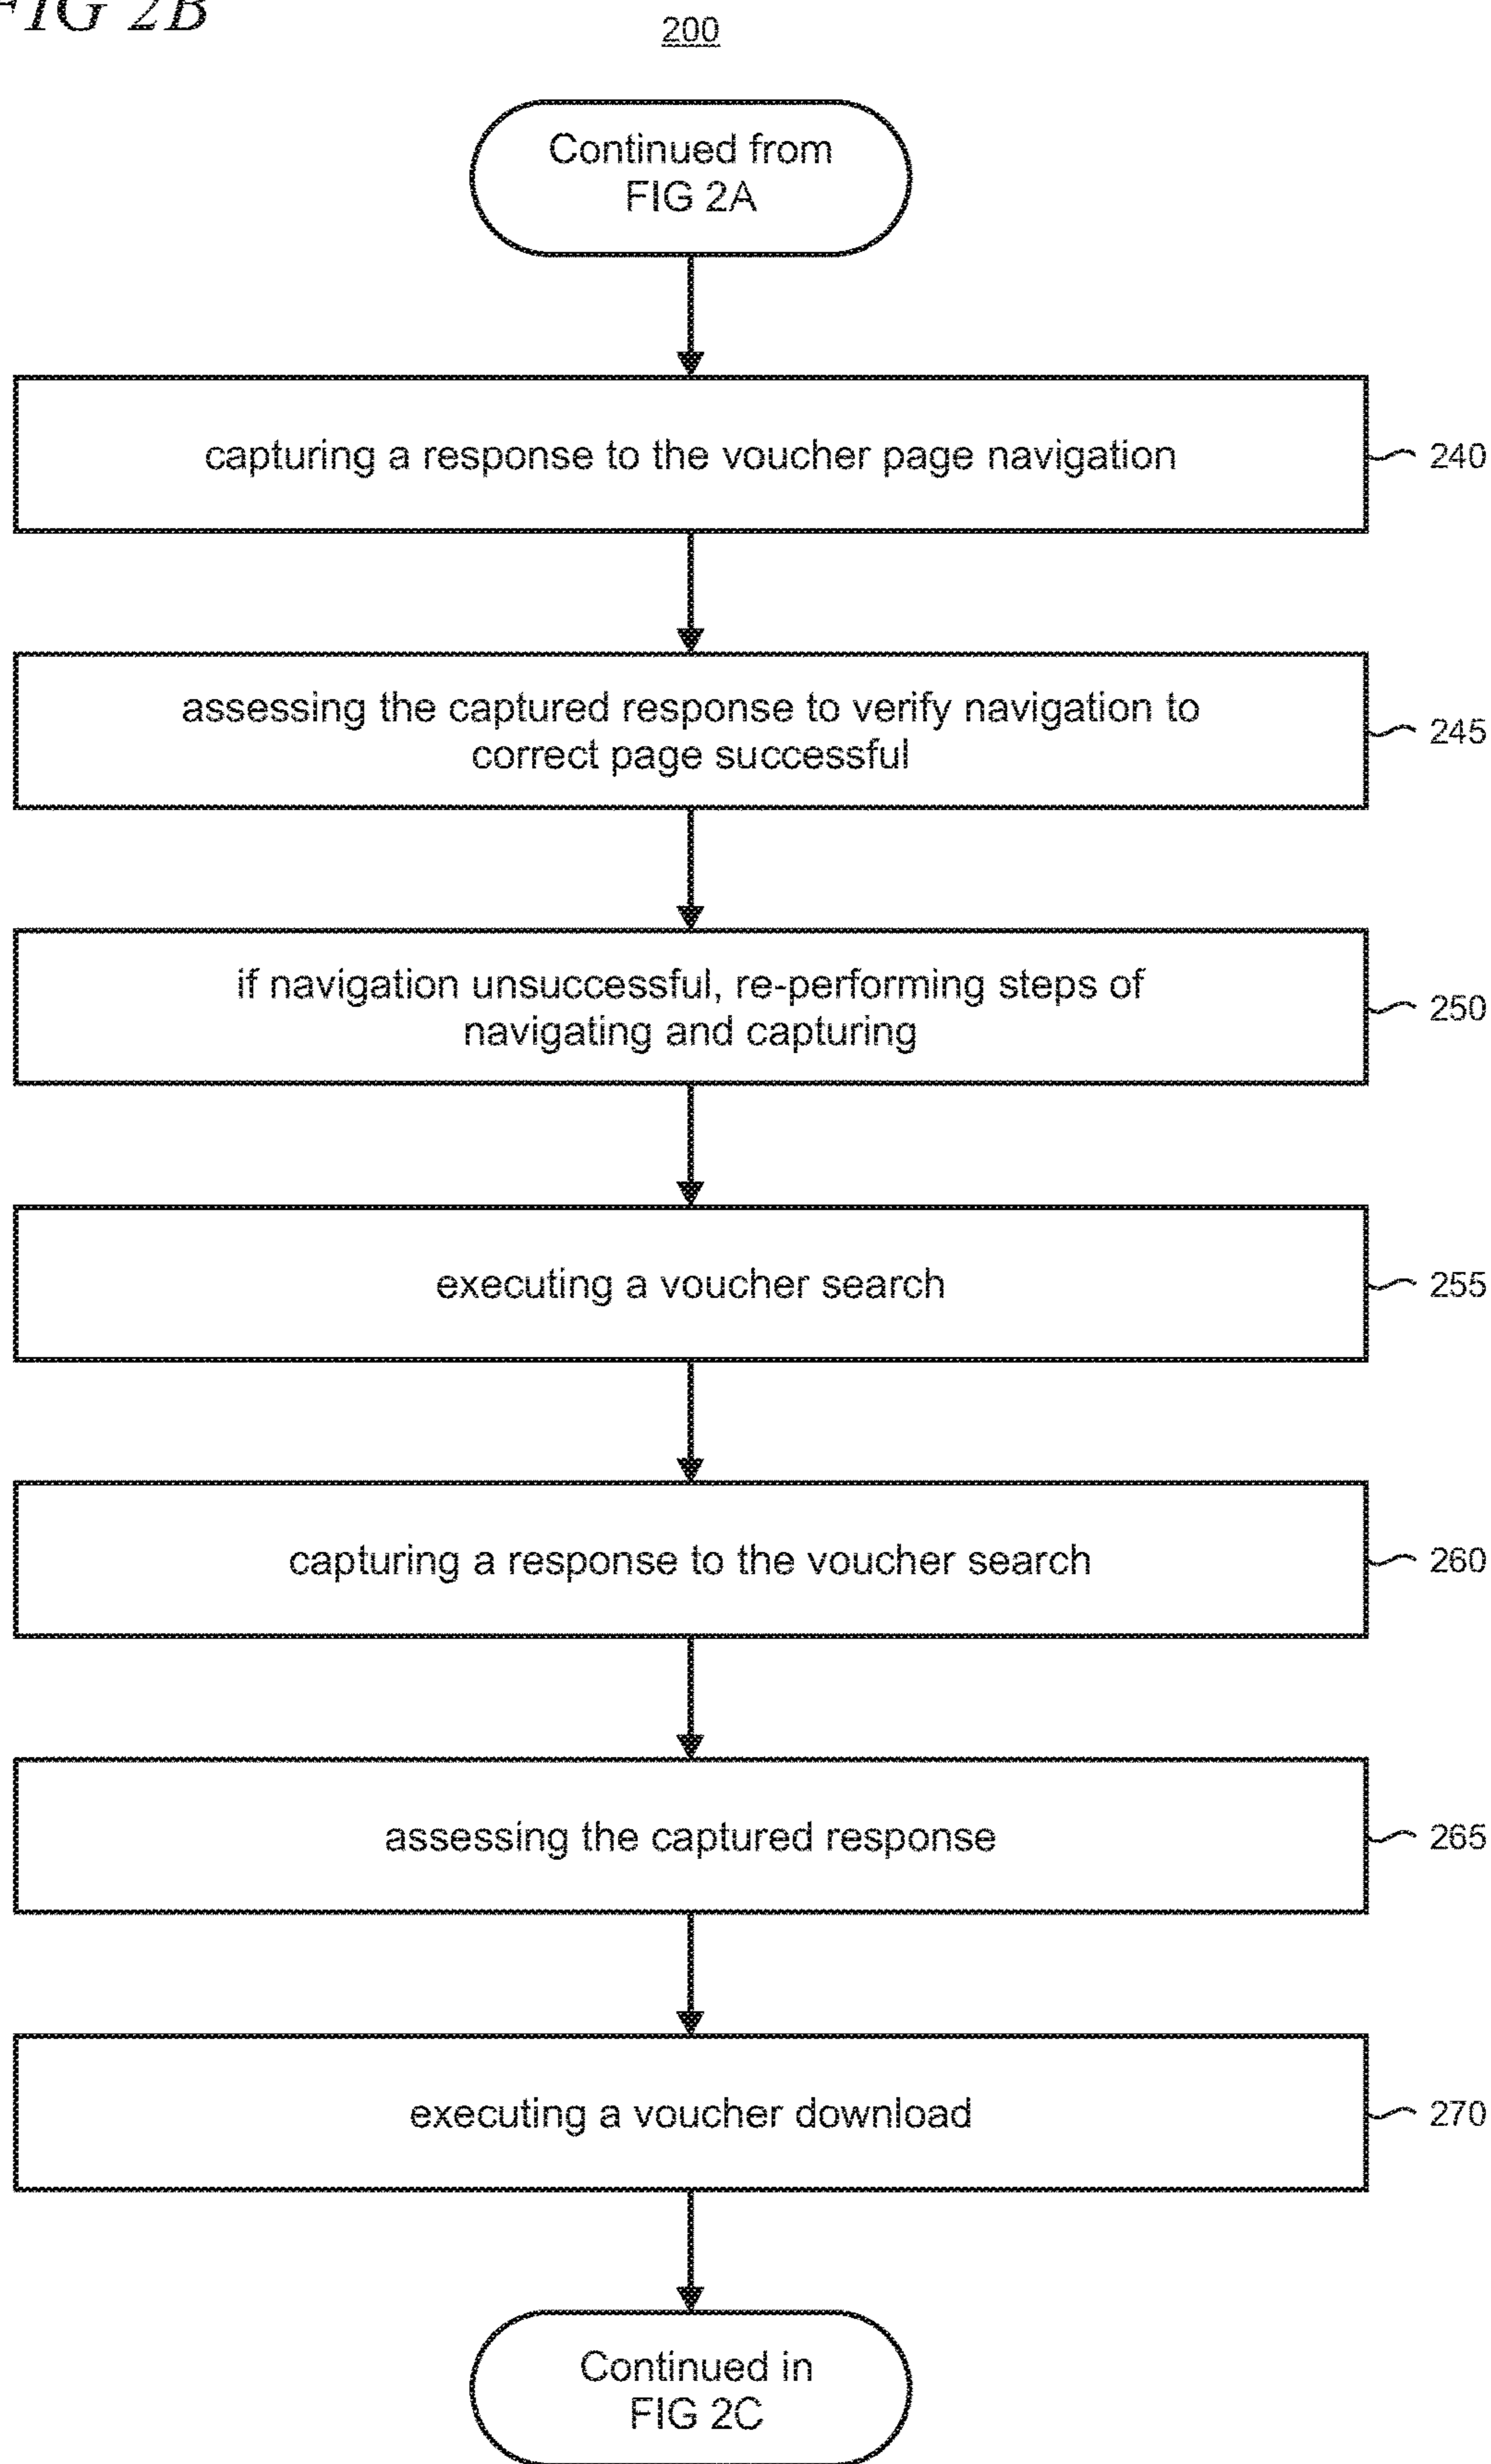 FIG 2B
200
Continued from
FIG 2A
capturing a response to the voucher page navigation
240
assessing the captured response to verify navigation to
correct page successful
245
if navigation unsuccessful, re-performing steps of
navigating and capturing
250
executing a voucher search
255
capturing a response to the voucher search
260
assessing the captured response
265
executing a voucher download
270
Continued in
FIG 2C